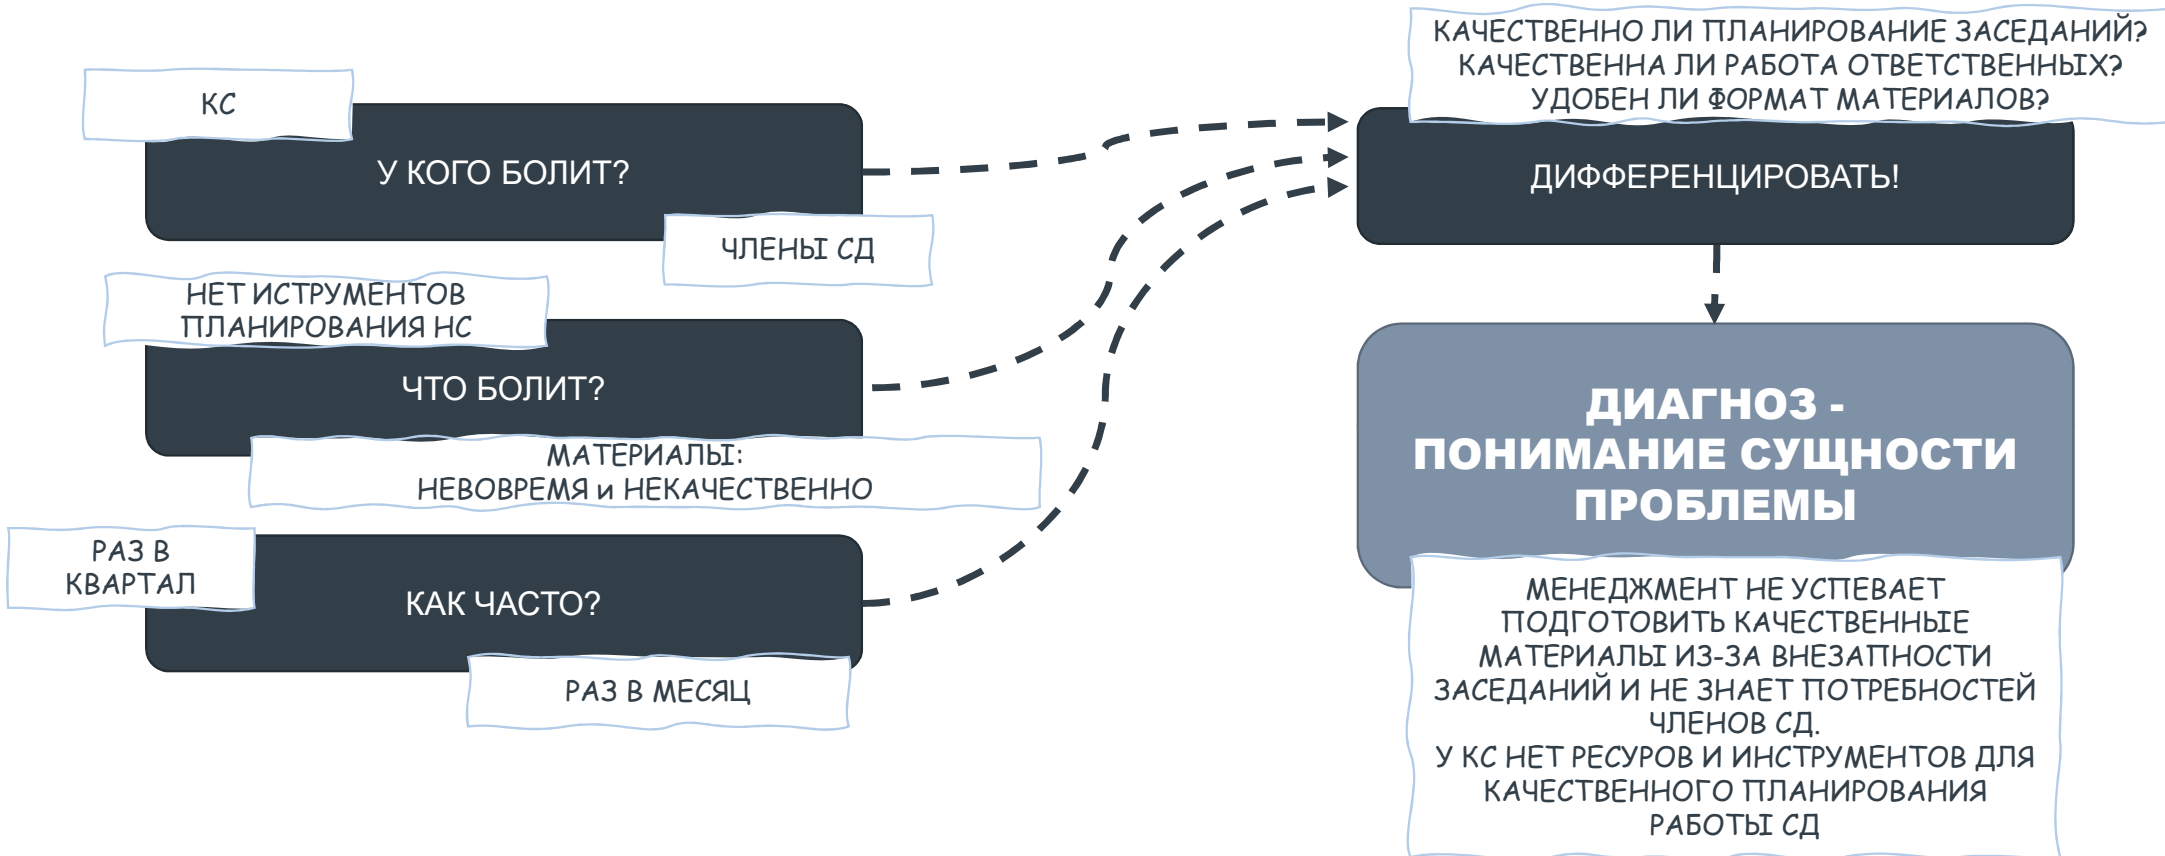 КС
У КОГО БОЛИТ?
ЧЛЕНЫ СД
НЕТ ИСТРУМЕНТОВ
ПЛАНИРОВАНИЯ НС
ЧТО БОЛИТ?
МАТЕРИАЛЫ:
НЕВОВРЕМЯ и НЕКАЧЕСТВЕННО
РАЗ В
КВАРТАЛ
КАК ЧАСТО?
РАЗ В МЕСЯЦ
КАЧЕСТВЕННО ЛИ ПЛАНИРОВАНИЕ ЗАСЕДАНИЙ?
КАЧЕСТВЕННА ЛИ РАБОТА ОТВЕТСТВЕННЫХ?
УДОБЕН ЛИ ФОРМАТ МАТЕРИАЛОВ?
ДИФФЕРЕНЦИРОВАТЬ!
ДИАГНОЗ -
ПОНИМАНИЕ СУЩНОСТИ
ПРОБЛЕМЫ
МЕНЕДЖМЕНТ НЕ УСПЕВАЕТ
ПОДГОТОВИТЬ КАЧЕСТВЕННЫЕ
МАТЕРИАЛЫ ИЗ-ЗА ВНЕЗАПНОСТИ
ЗАСЕДАНИЙ И НЕ ЗНАЕТ ПОТРЕБНОСТЕЙ
ЧЛЕНОВ СД.
У КС НЕТ РЕСУРОВ И ИНСТРУМЕНТОВ ДЛЯ
КАЧЕСТВЕННОГО ПЛАНИРОВАНИЯ
РАБОТЫ СД